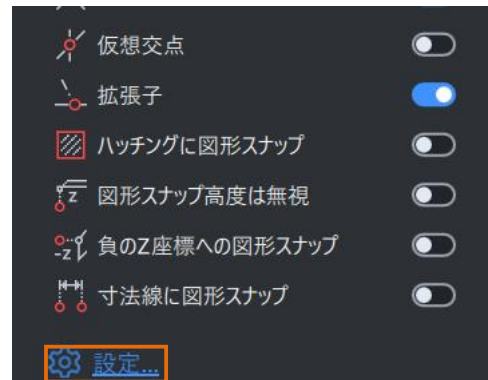 仮想交点
拡張子
ハッチングに図形スナップ
図形スナップ高度は無視
負のZ座標への図形スナップ
寸法線に図形スナップ
設定...